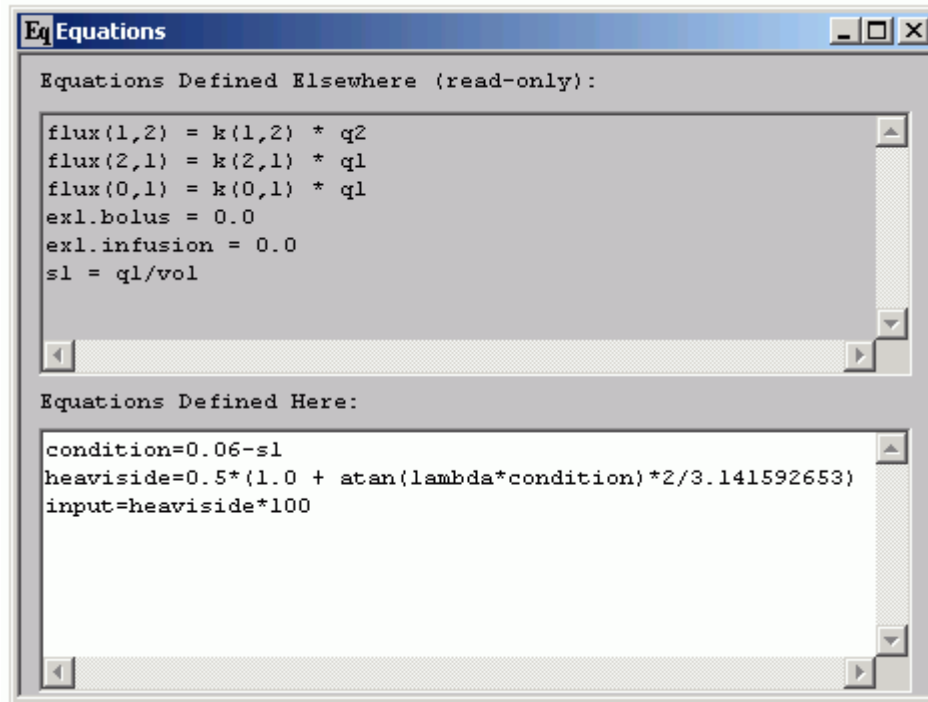 Eq Equations
Equations Defined Elsewhere (read-only):
flux(1,2) = k(1,2) * q2
flux(2,1) = k(2,1) * q1
flux(0,1) = k(0,1) * q1
ex1.bolus = 0.0
ex1.infusion = 0.0
s1 = q1/vol
Equations Defined Here:
condition=0.06-s1
heaviside=0.5*(1.0 + atan(lambda*condition)*2/3.141592653)
input=heaviside*100